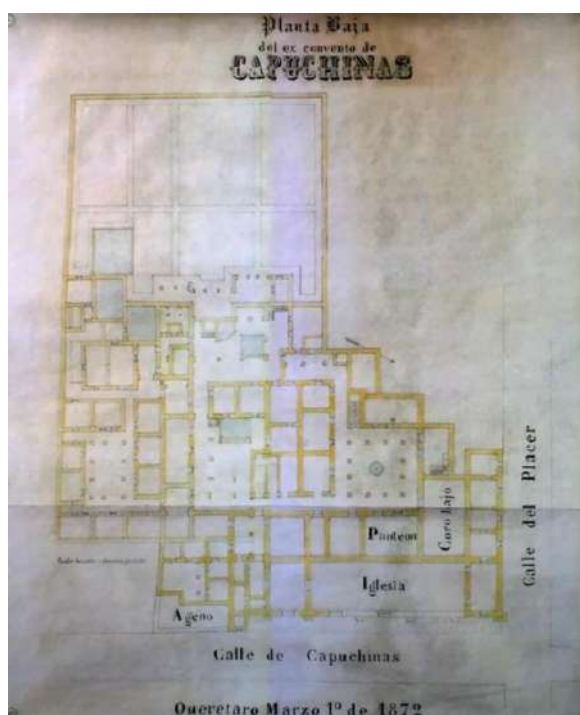 Planta Baja
del ex convento de
CAPUCHINAS
Panteon
Coro bajo
Calle del Placer
Iglesia
Ageno
Calle de Capuchinas
Queretaro Marzo 1º de 1872